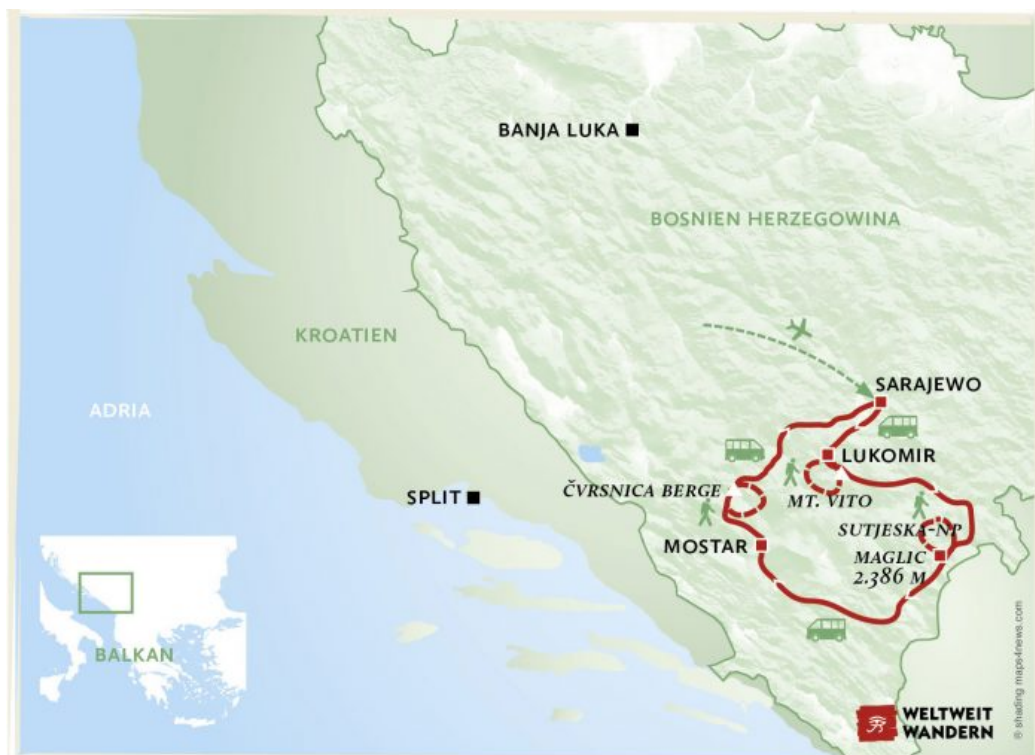 BANJA LUKA
BOSNIEN HERZEGOWINA
KROATIEN
ADRIA
SARAJEWO
LUKOMIR
ČVRSNICA BERGE
MT. VITO
SPLIT
SUTJESKA-NP
MOSTAR
MAGLIC
2.386 M
BALKAN
WELTWEIT
WANDERN
© shading maps4news.com